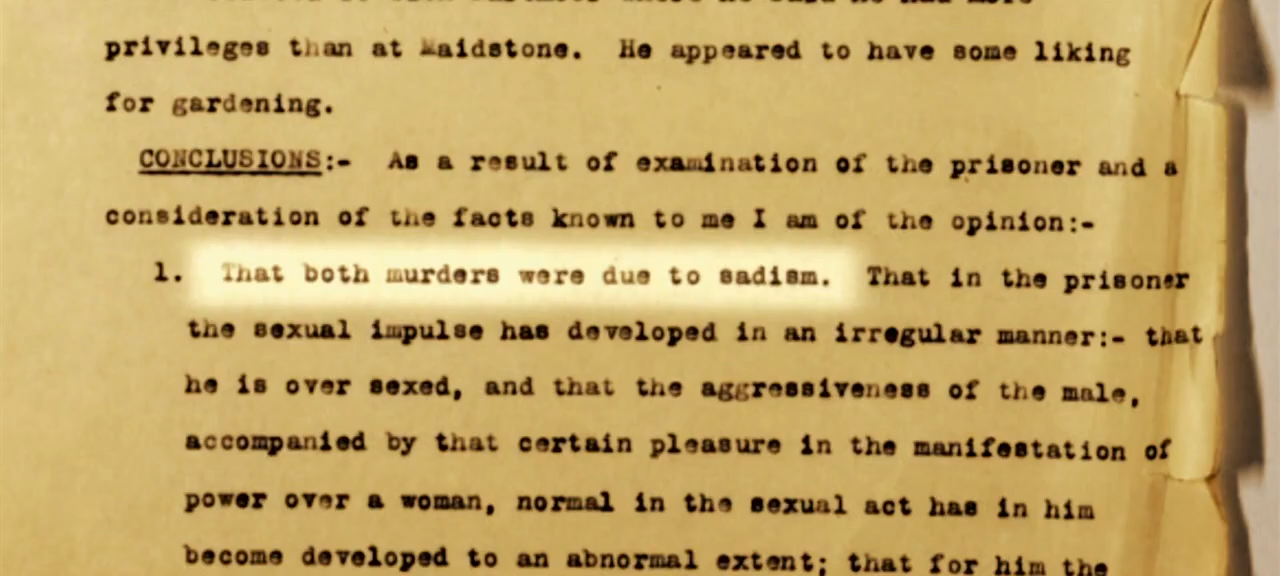 privileges than at Maidstone. He appeared to have some liking
for gardening.
CONCLUSIONS:- As a result of examination of the prisoner and a
consideration of the facts known to me I am of the opinion:-
1. That both murders were due to sadism. That in the prisoner
the sexual impulse has developed in an irregular manner:- that
he is over sexed, and that the aggressiveness of the male,
accompanied by that certain pleasure in the manifestation of
power over a woman, normal in the sexual act has in him
become developed to an abnormal extent; that for him the